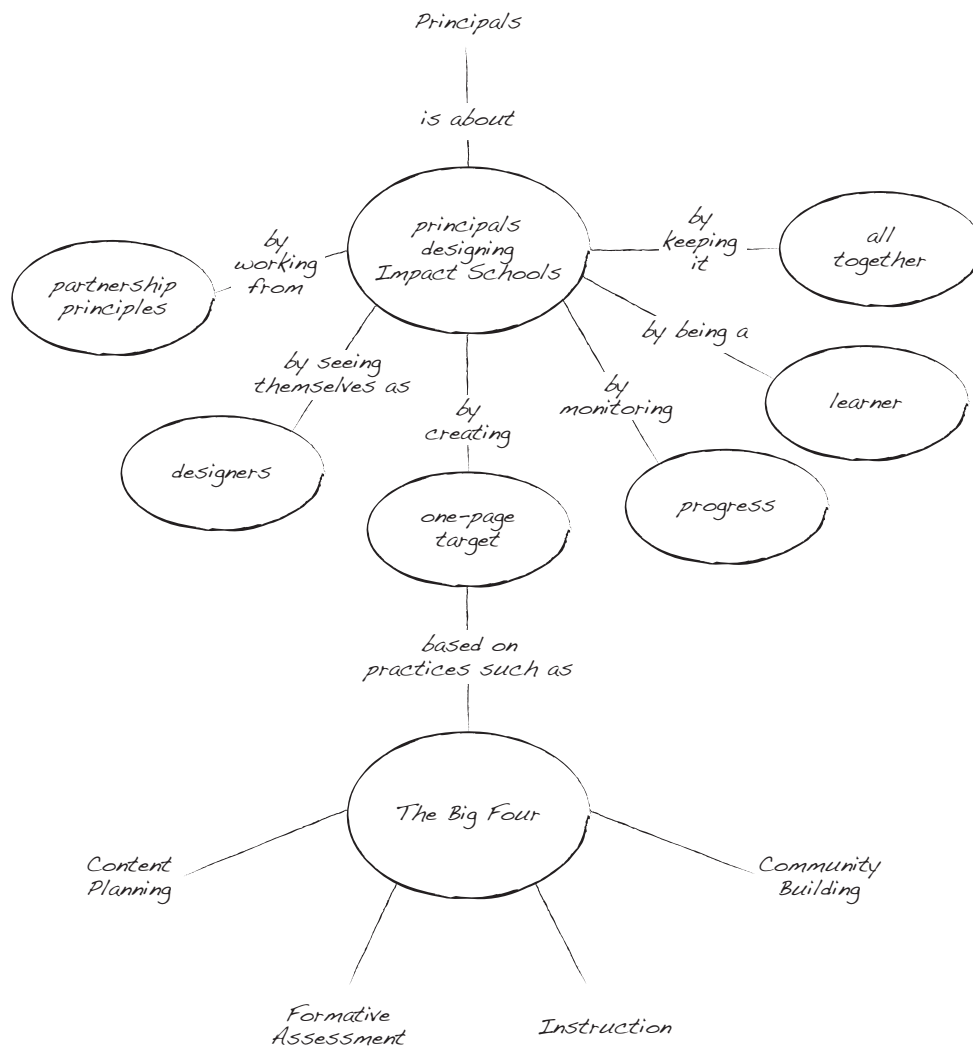 Principals
is about
principals
designing
Impact Schools
by
keeping
it
all
together
by
working
from
partnership
principles
by being a
learner
by seeing
themselves as
designers
by
monitoring
progress
by
creating
one-page
target
based on
practices such as
The Big Four
Content
Planning
Community
Building
Formative
Assessment
Instruction